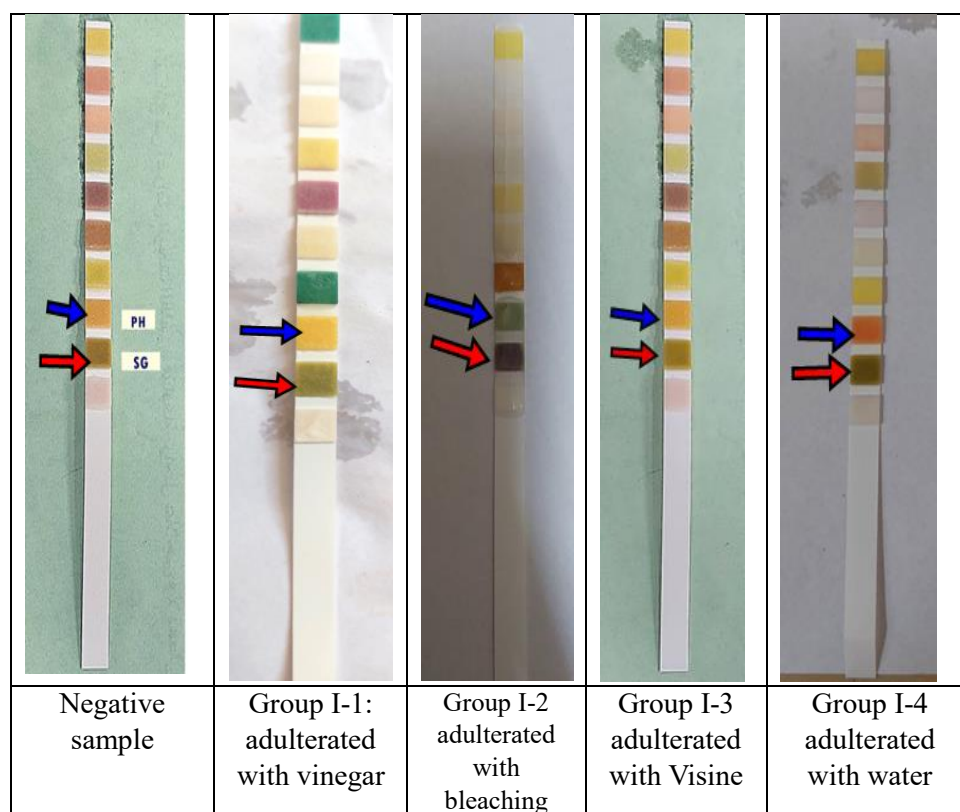 PH
SG
Negative
sample
Group I-1:
adulterated
with vinegar
Group I-2
adulterated
with
bleaching
Group I-3
adulterated
with Visine
Group I-4
adulterated
with water